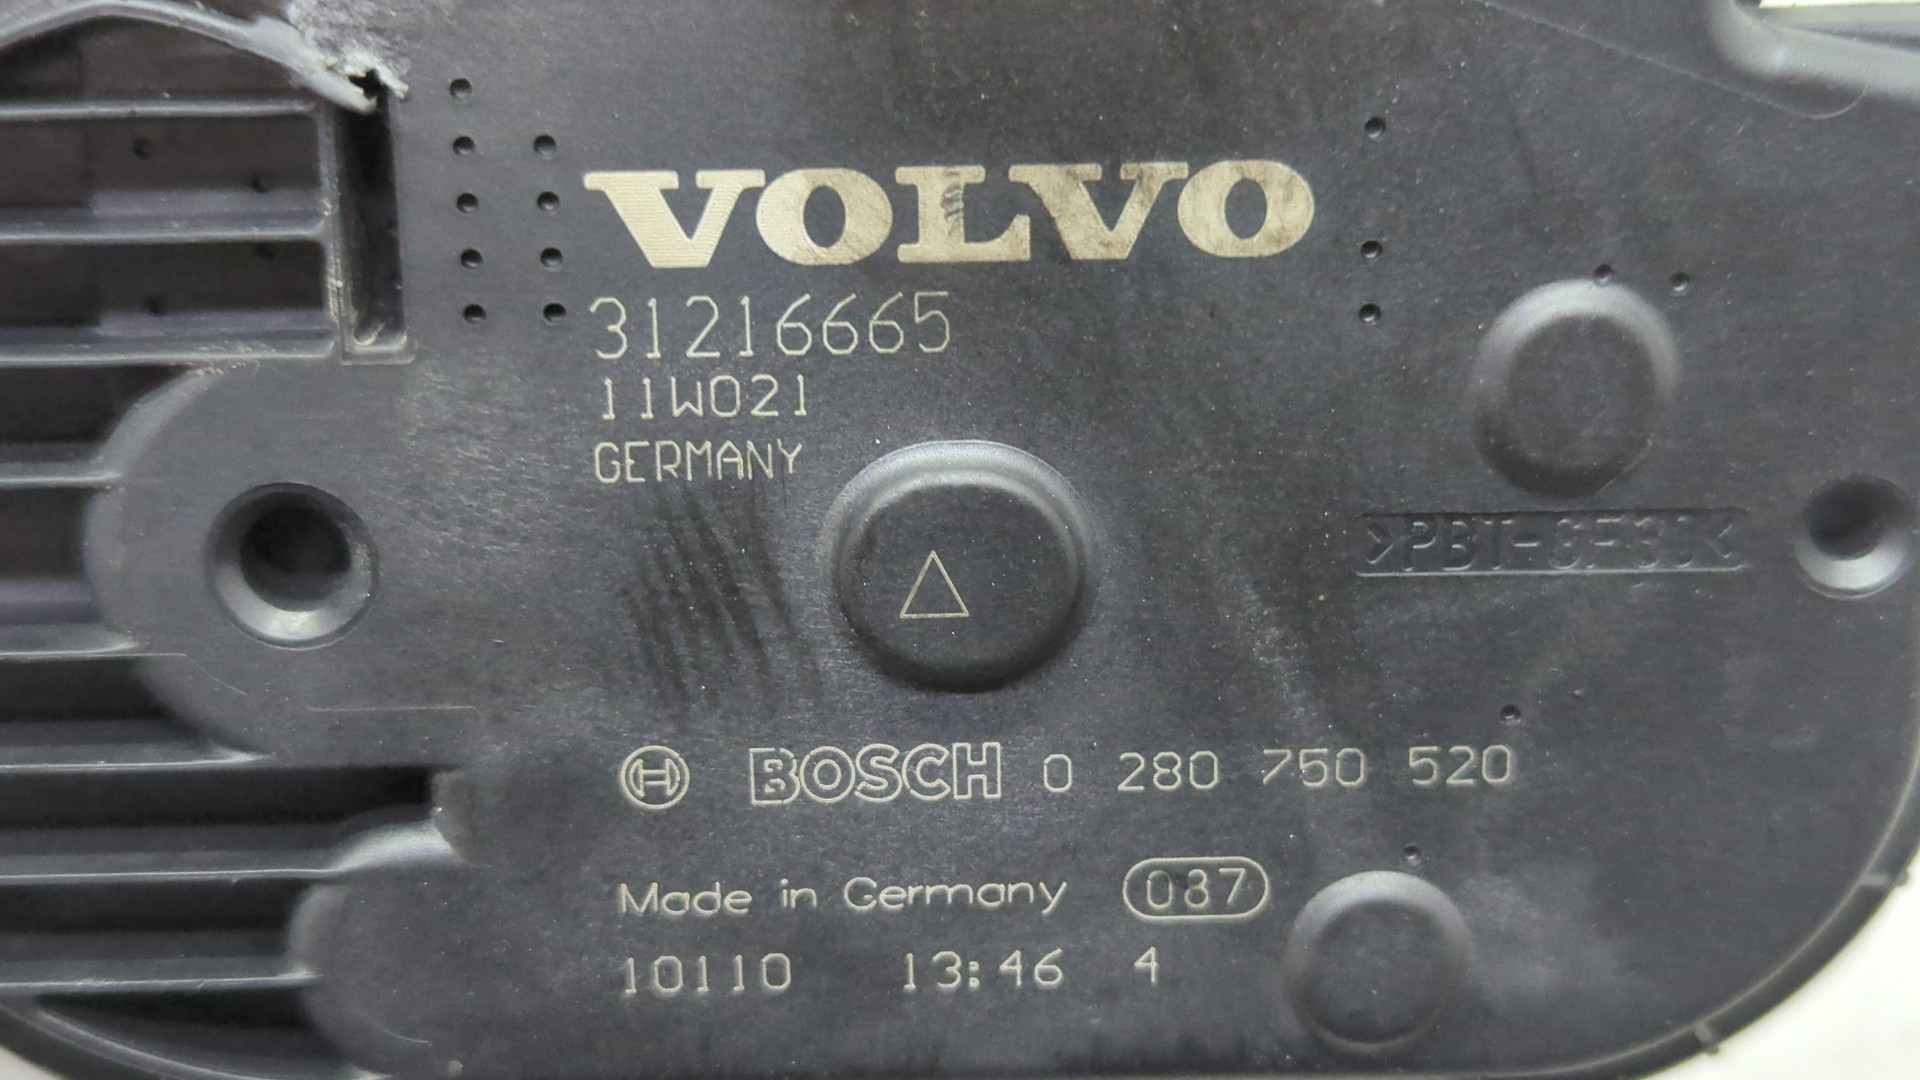 VOLVO
31216665
11W021
GERMANY
>PBT-GF30<
BOSCH 0 280 750 520
Made in Germany 087
10110 13:46 4